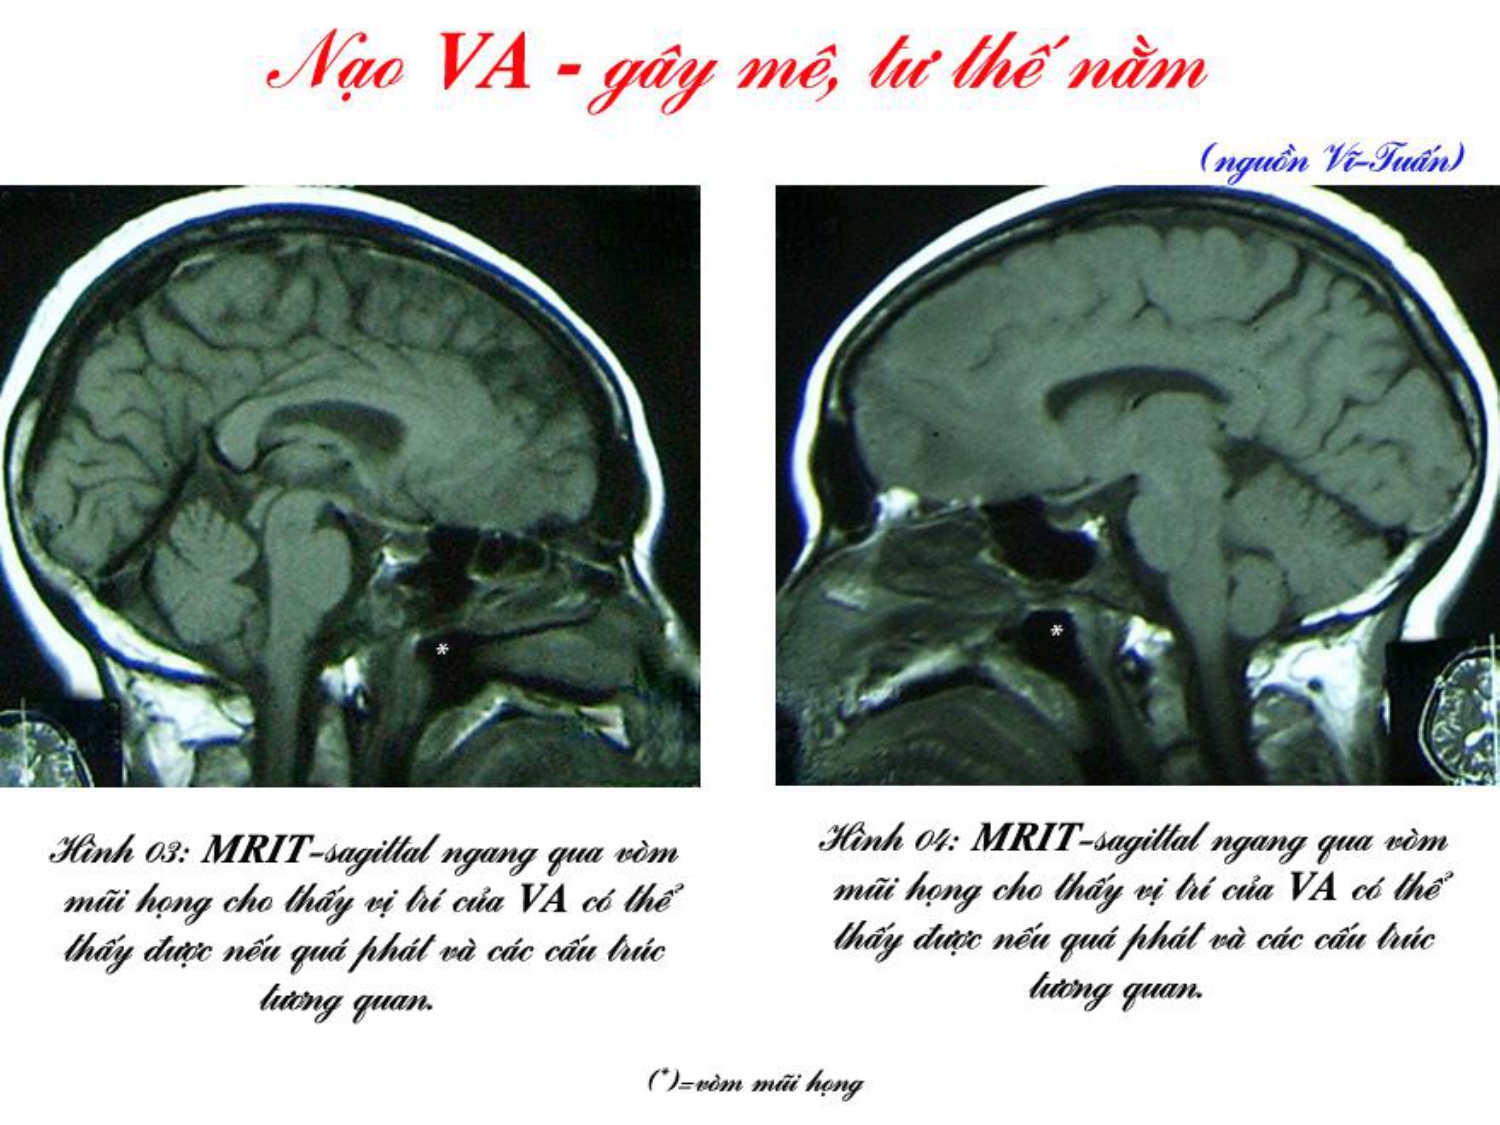 Nạo VA - gây mê, tư thế nằm
(nguồn Vĩ-Tuấn)
*
*
Hình 03: MRIT-sagittal ngang qua vòm
mũi họng cho thấy vị trí của VA có thể
thấy được nếu quá phát và các cấu trúc
tương quan.
Hình 04: MRIT-sagittal ngang qua vòm
mũi họng cho thấy vị trí của VA có thể
thấy được nếu quá phát và các cấu trúc
tương quan.
(*)=vòm mũi họng